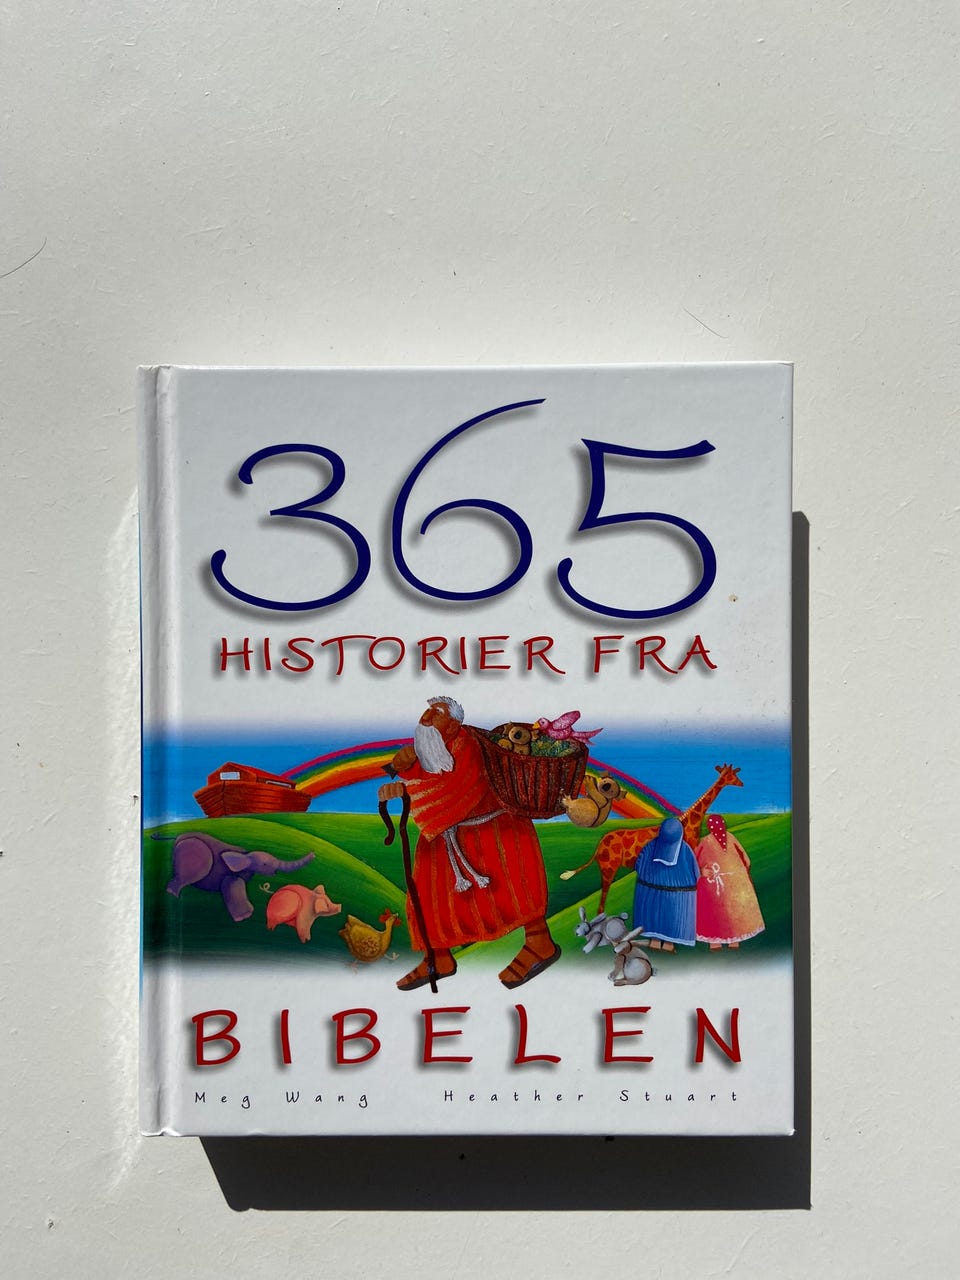 365
HISTORIER FRA
BIBELEN
Meg Wang Heather Stuart